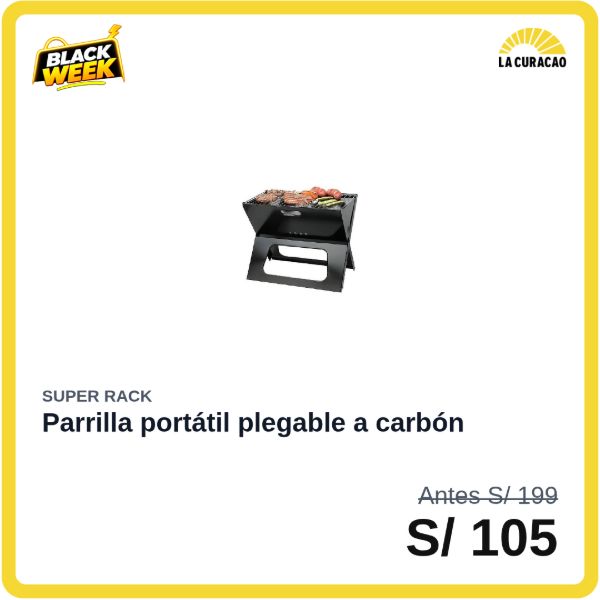 BLACK
WEEK
LA CURACAO
SUPER RACK
Parrilla portátil plegable a carbón
Antes S/ 199
S/ 105